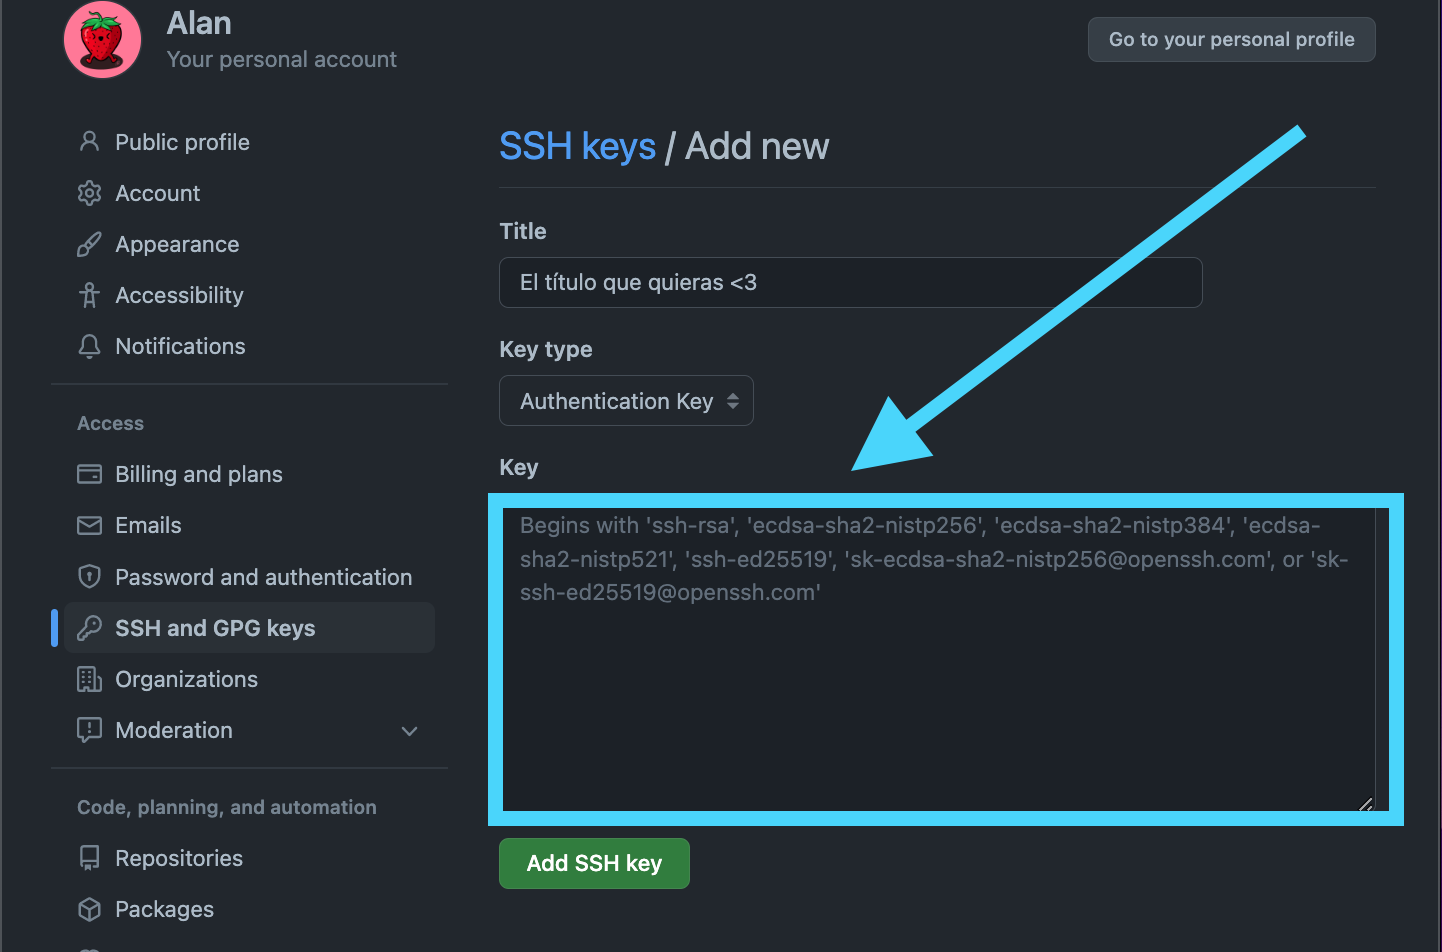 Alan
Your personal account
Go to your personal profile
Public profile
Account
Appearance
Accessibility
Notifications
Access
Billing and plans
Emails
Password and authentication
SSH and GPG keys
Organizations
Moderation
Code, planning, and automation
Repositories
Packages
SSH keys / Add new
Title
El título que quieras <3
Key type
Authentication Key
Key
Begins with 'ssh-rsa', 'ecdsa-sha2-nistp256', 'ecdsa-sha2-nistp384', 'ecdsa-
sha2-nistp521', 'ssh-ed25519', 'sk-ecdsa-sha2-nistp256@openssh.com', or 'sk-
ssh-ed25519@openssh.com'
Add SSH key